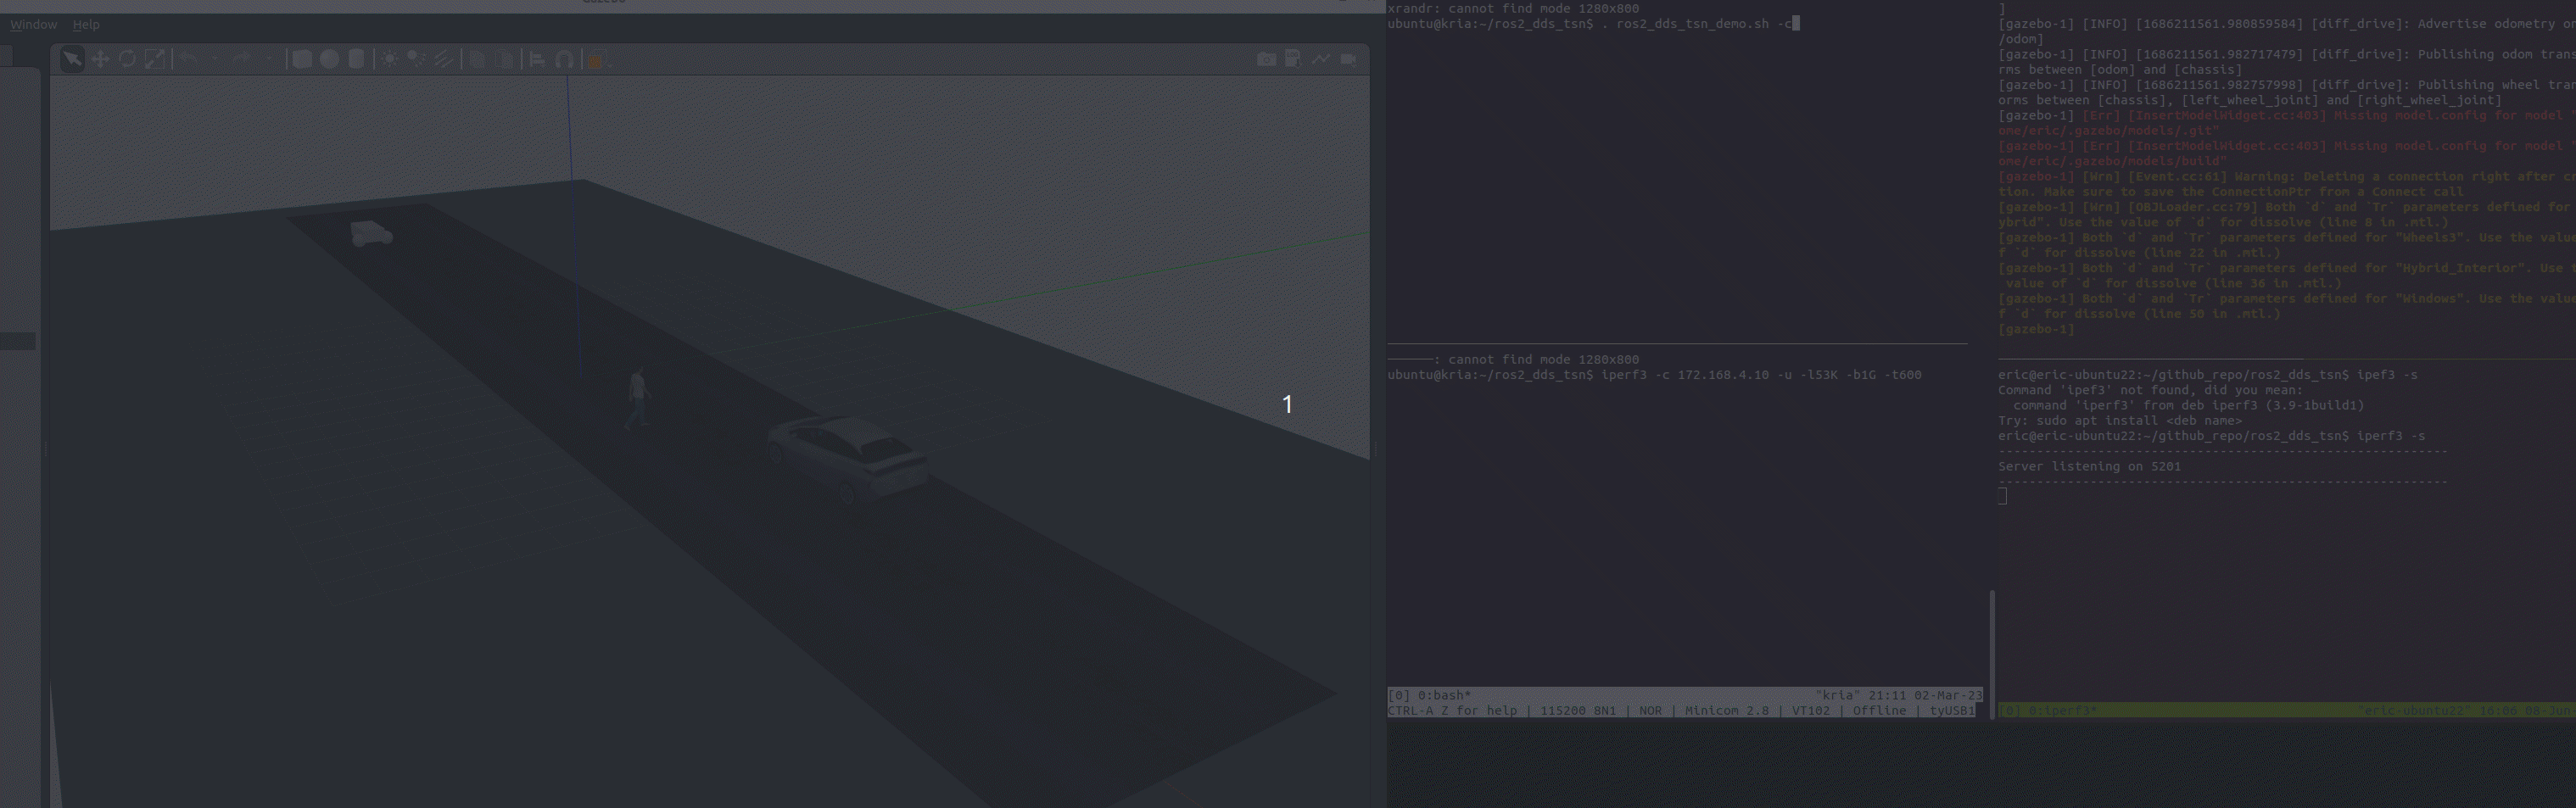 Window Help
1
xrandr: cannot find mode 1280x800
ubuntu@kria:~/ros2_dds_tsn$ . ros2_dds_tsn_demo.sh -c
: cannot find mode 1280x800
ubuntu@kria:~/ros2_dds_tsn$ iperf3 -c 172.168.4.10 -u -l53K -b1G -t600
[0] 0:bash* "kria" 21:11 02-Mar-23
CTRL-A Z for help | 115200 8N1 | NOR | Minicom 2.8 | VT102 | Offline | tyUSB1
]
[gazebo-1] [INFO] [1686211561.980859584] [diff_drive]: Advertise odometry on
/odom]
[gazebo-1] [INFO] [1686211561.982717479] [diff_drive]: Publishing odom trans
rms between [odom] and [chassis]
[gazebo-1] [INFO] [1686211561.982757998] [diff_drive]: Publishing wheel tran
orms between [chassis], [left_wheel_joint] and [right_wheel_joint]
[gazebo-1] [Err] [InsertModelWidget.cc:403] Missing model.config for model "
ome/eric/.gazebo/models/.git"
[gazebo-1] [Err] [InsertModelWidget.cc:403] Missing model.config for model "
ome/eric/.gazebo/models/build"
[gazebo-1] [Wrn] [Event.cc:61] Warning: Deleting a connection right after cr
tion. Make sure to save the ConnectionPtr from a Connect call
[gazebo-1] [Wrn] [OBJLoader.cc:79] Both `d` and `Tr` parameters defined for
ybrid". Use the value of `d` for dissolve (line 8 in .mtl.)
[gazebo-1] Both `d` and `Tr` parameters defined for "Wheels3". Use the value
f `d` for dissolve (line 22 in .mtl.)
[gazebo-1] Both `d` and `Tr` parameters defined for "Hybrid_Interior". Use t
value of `d` for dissolve (line 36 in .mtl.)
[gazebo-1] Both `d` and `Tr` parameters defined for "Windows". Use the value
f `d` for dissolve (line 50 in .mtl.)
[gazebo-1]
eric@eric-ubuntu22:~/github_repo/ros2_dds_tsn$ ipef3 -s
Command 'ipef3' not found, did you mean:
command 'iperf3' from deb iperf3 (3.9-1build1)
Try: sudo apt install <deb name>
eric@eric-ubuntu22:~/github_repo/ros2_dds_tsn$ iperf3 -s
-----------------------------------------------------------
Server listening on 5201
-----------------------------------------------------------
[0] 0:iperf3* "eric-ubuntu22" 16:06 08-Jun-